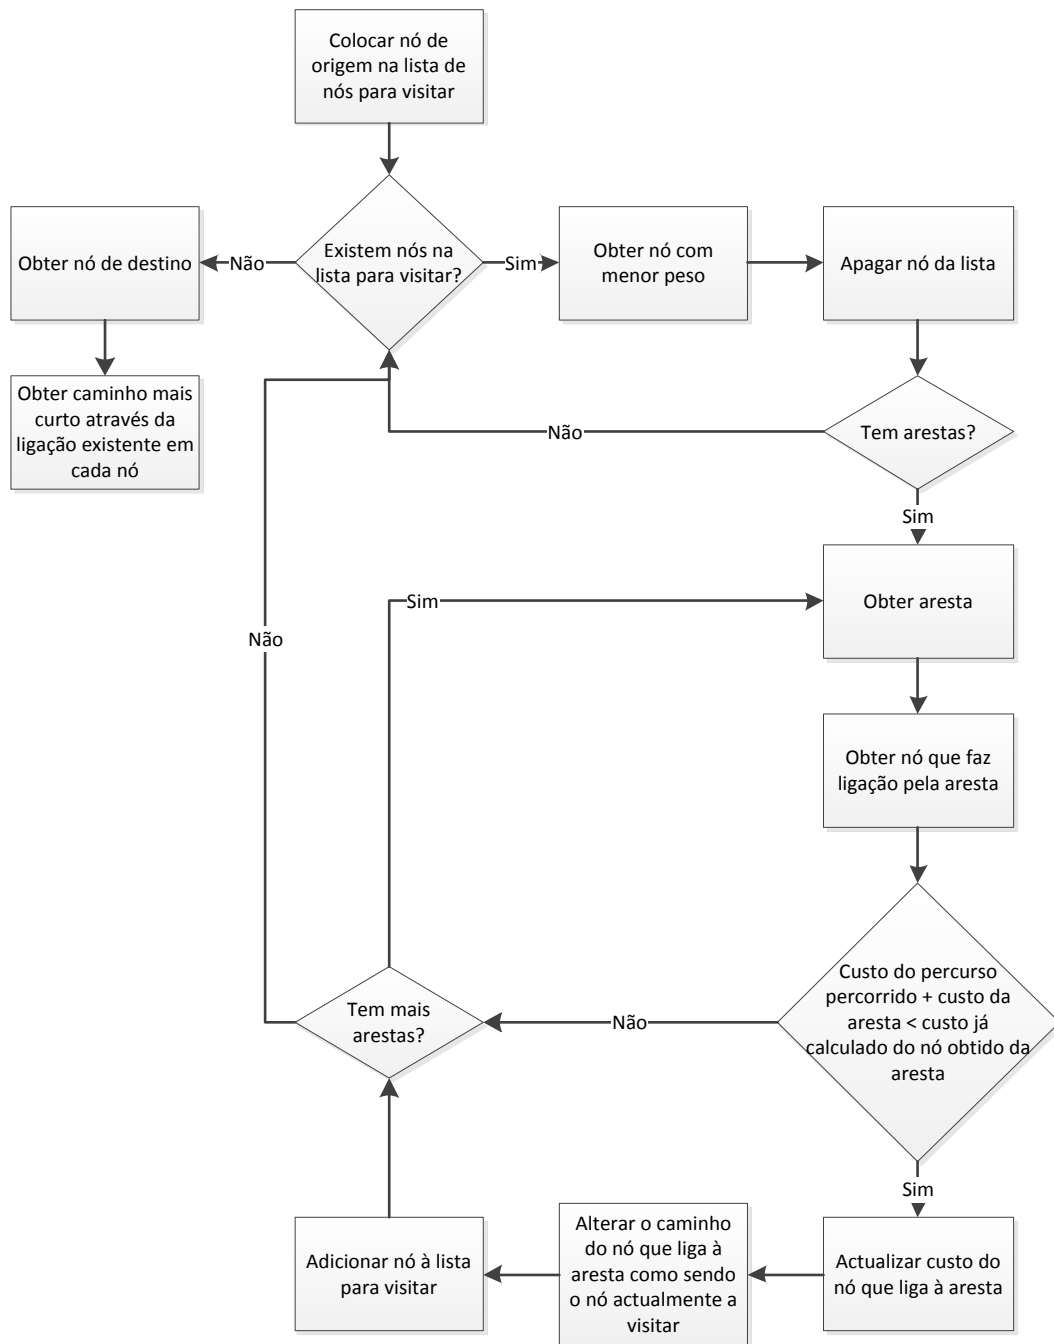 Colocar nó de
origem na lista de
nós para visitar
Obter nó de destino
Não
Existem nós na
lista para visitar?
Sim
Obter nó com
menor peso
Apagar nó da lista
Obter caminho mais
curto através da
ligação existente em
cada nó
Não
Tem arestas?
Sim
Sim
Obter aresta
Não
Obter nó que faz
ligação pela aresta
Tem mais
arestas?
Não
Custo do percurso
percorrido + custo da
aresta < custo já
calculado do nó obtido da
aresta
Sim
Adicionar nó à lista
para visitar
Alterar o caminho
do nó que liga à
aresta como sendo
o nó actualmente a
visitar
Actualizar custo do
nó que liga à aresta